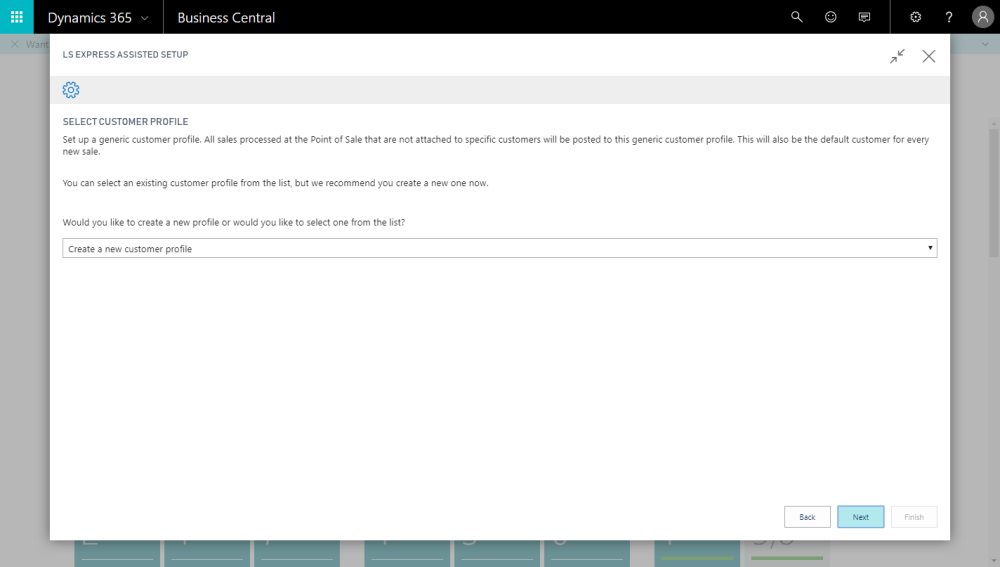 Dynamics 365 Business Central
Want
LS EXPRESS ASSISTED SETUP
SELECT CUSTOMER PROFILE
Set up a generic customer profile. All sales processed at the Point of Sale that are not attached to specific customers will be posted to this generic customer profile. This will also be the default customer for every
new sale.
You can select an existing customer profile from the list, but we recommend you create a new one now.
Would you like to create a new profile or would you like to select one from the list?
Create a new customer profile
Back Next Finish